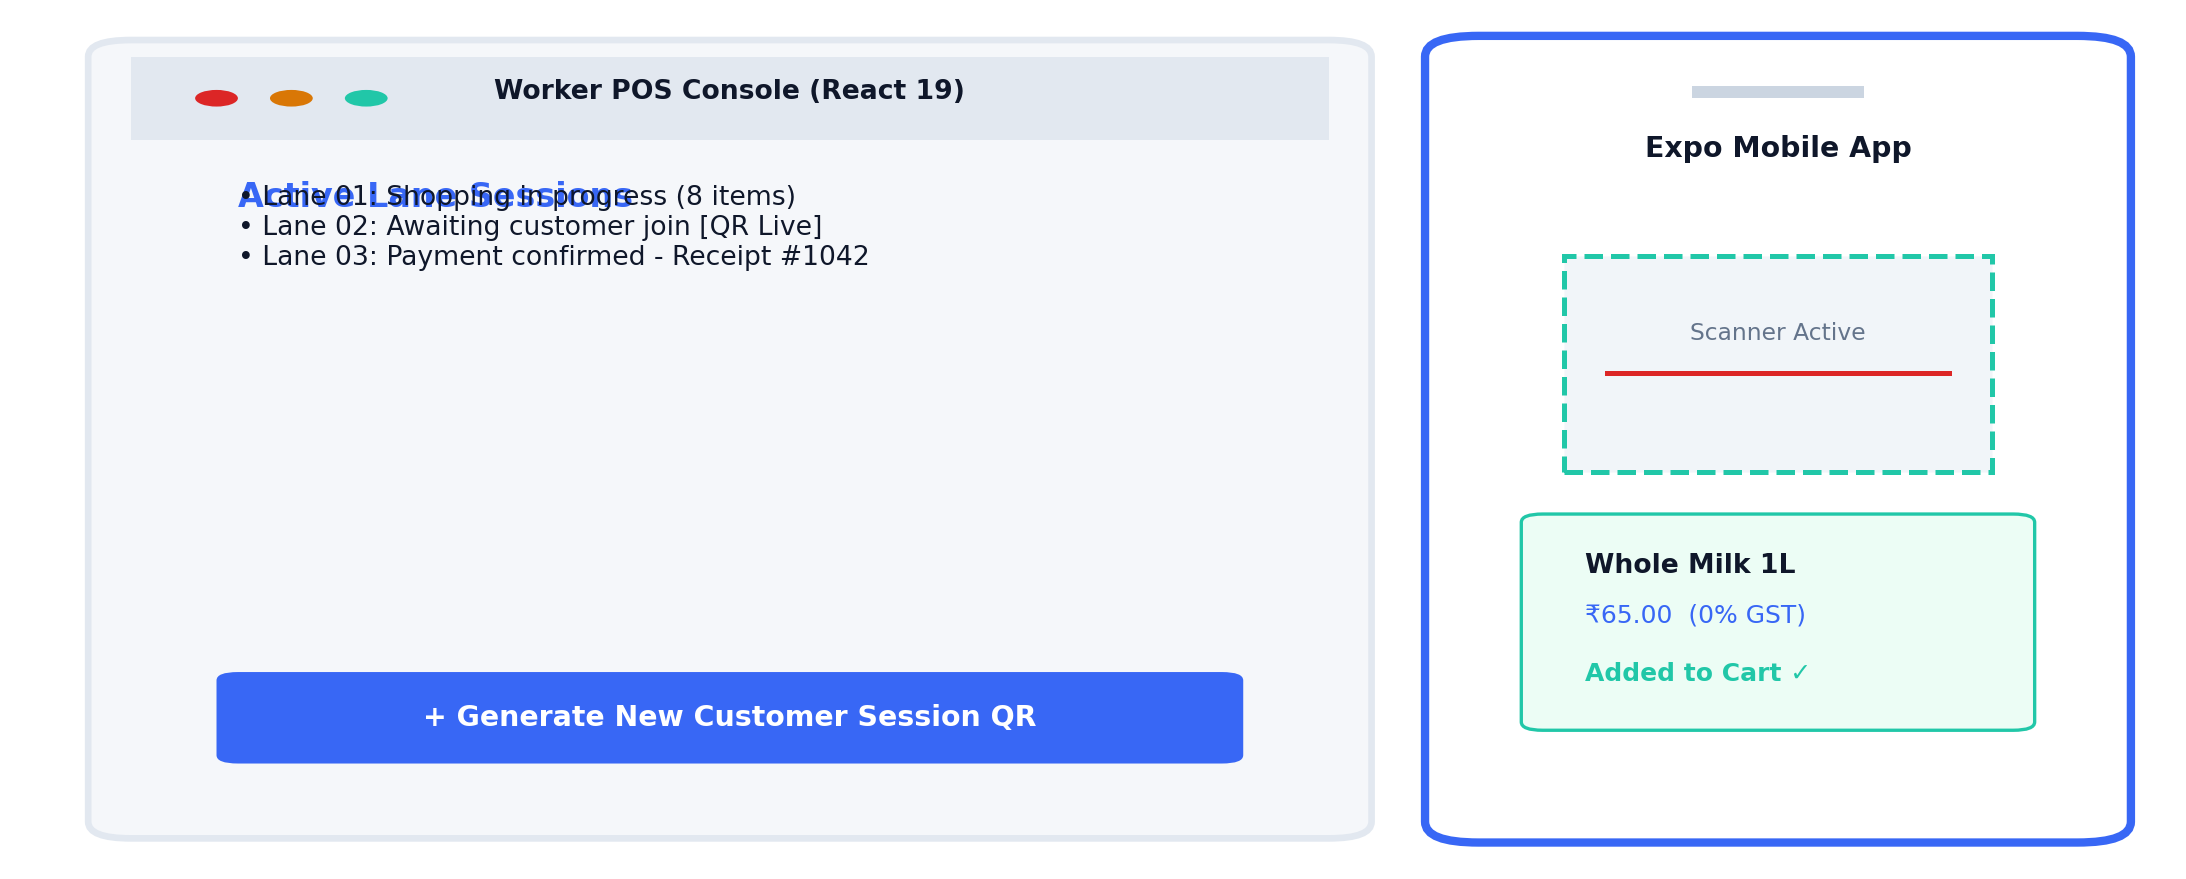 Worker POS Console (React 19)
Active Lane Sessions
• Lane 01: Shopping in progress (8 items)
• Lane 02: Awaiting customer join [QR Live]
• Lane 03: Payment confirmed - Receipt #1042
+ Generate New Customer Session QR
Expo Mobile App
Scanner Active
Whole Milk 1L
₹65.00  (0% GST)
Added to Cart ✓